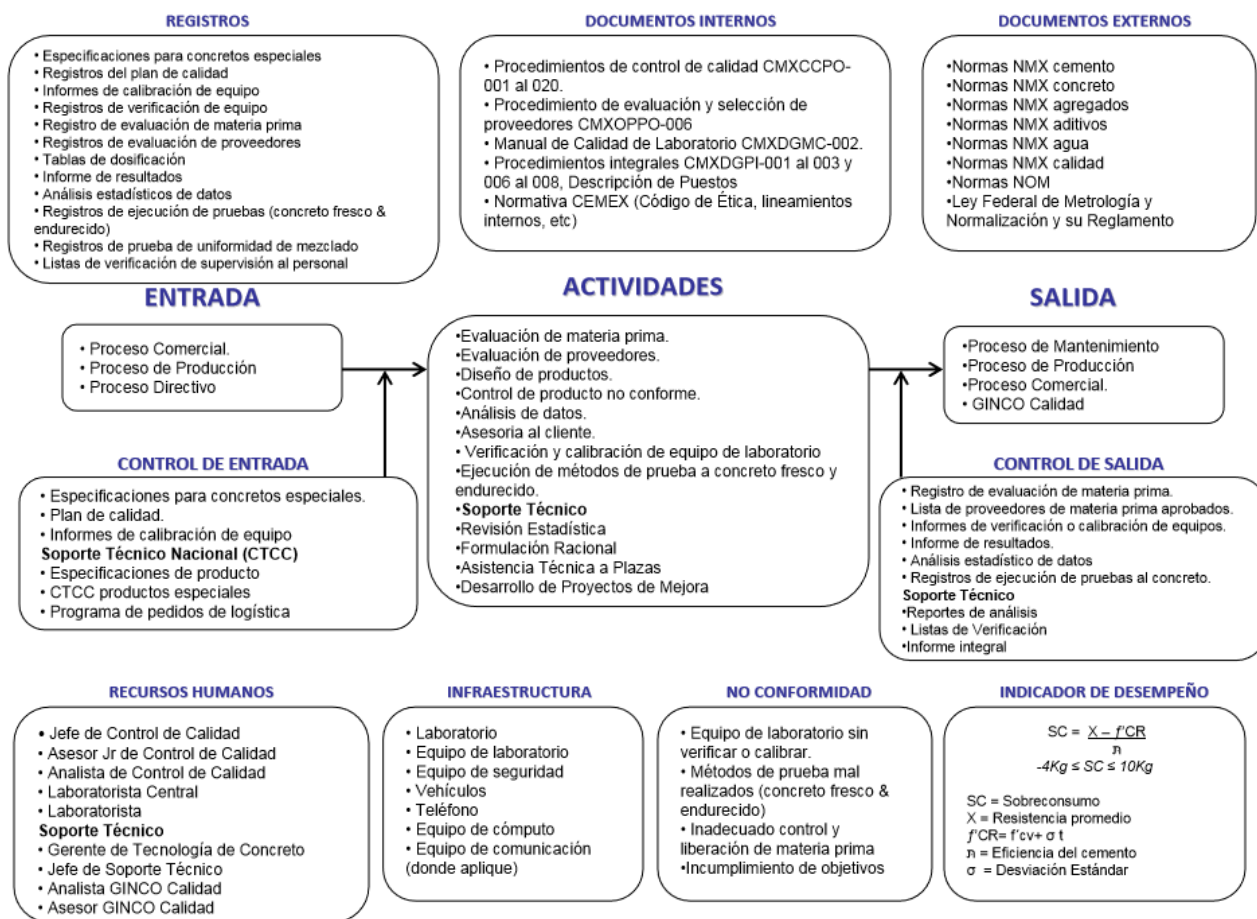 REGISTROS
• Especificaciones para concretos especiales
• Registros del plan de calidad
• Informes de calibración de equipo
• Registros de verificación de equipo
• Registro de evaluación de materia prima
• Registros de evaluación de proveedores
• Tablas de dosificación
• Informe de resultados
• Análisis estadísticos de datos
• Registros de ejecución de pruebas (concreto fresco &
endurecido)
• Registros de prueba de uniformidad de mezclado
• Listas de verificación de supervisión al personal
DOCUMENTOS INTERNOS
• Procedimientos de control de calidad CMXCCPO-
001 al 020.
• Procedimiento de evaluación y selección de
proveedores CMXOPPO-006
• Manual de Calidad de Laboratorio CMXDGMC-002.
• Procedimientos integrales CMXDGPI-001 al 003 y
006 al 008, Descripción de Puestos
• Normativa CEMEX (Código de Ética, lineamientos
internos, etc)
DOCUMENTOS EXTERNOS
•Normas NMX cemento
•Normas NMX concreto
•Normas NMX agregados
•Normas NMX aditivos
•Normas NMX agua
•Normas NMX calidad
•Normas NOM
•Ley Federal de Metrología y
Normalización y su Reglamento
ENTRADA
• Proceso Comercial.
• Proceso de Producción
• Proceso Directivo
CONTROL DE ENTRADA
• Especificaciones para concretos especiales.
• Plan de calidad.
• Informes de calibración de equipo
Soporte Técnico Nacional (CTCC)
• Especificaciones de producto
• CTCC productos especiales
• Programa de pedidos de logística
ACTIVIDADES
•Evaluación de materia prima.
•Evaluación de proveedores.
•Diseño de productos.
•Control de producto no conforme.
•Análisis de datos.
•Asesoria al cliente.
• Verificación y calibración de equipo de laboratorio
•Ejecución de métodos de prueba a concreto fresco y
endurecido.
•Soporte Técnico
•Revisión Estadística
•Formulación Racional
•Asistencia Técnica a Plazas
•Desarrollo de Proyectos de Mejora
SALIDA
•Proceso de Mantenimiento
•Proceso de Producción
•Proceso Comercial.
• GINCO Calidad
CONTROL DE SALIDA
• Registro de evaluación de materia prima.
• Lista de proveedores de materia prima aprobados.
• Informes de verificación o calibración de equipos.
• Informe de resultados.
• Análisis estadístico de datos
• Registros de ejecución de pruebas al concreto.
Soporte Técnico
•Reportes de análisis
• Listas de Verificación
•Informe integral
RECURSOS HUMANOS
• Jefe de Control de Calidad
• Asesor Jr de Control de Calidad
• Analista de Control de Calidad
• Laboratorista Central
• Laboratorista
Soporte Técnico
• Gerente de Tecnología de Concreto
• Jefe de Soporte Técnico
• Analista GINCO Calidad
• Asesor GINCO Calidad
INFRAESTRUCTURA
• Laboratorio
• Equipo de laboratorio
• Equipo de seguridad
• Vehículos
• Teléfono
• Equipo de cómputo
• Equipo de comunicación
(donde aplique)
NO CONFORMIDAD
• Equipo de laboratorio sin
verificar o calibrar.
• Métodos de prueba mal
realizados (concreto fresco &
endurecido)
• Inadecuado control y
liberación de materia prima
•Incumplimiento de objetivos
INDICADOR DE DESEMPEÑO
SC = X – ƒ'CR
ภ
-4Kg ≤ SC ≤ 10Kg
SC = Sobreconsumo
X = Resistencia promedio
ƒ'CR= f'cv+ σ t
ภ = Eficiencia del cemento
σ = Desviación Estándar